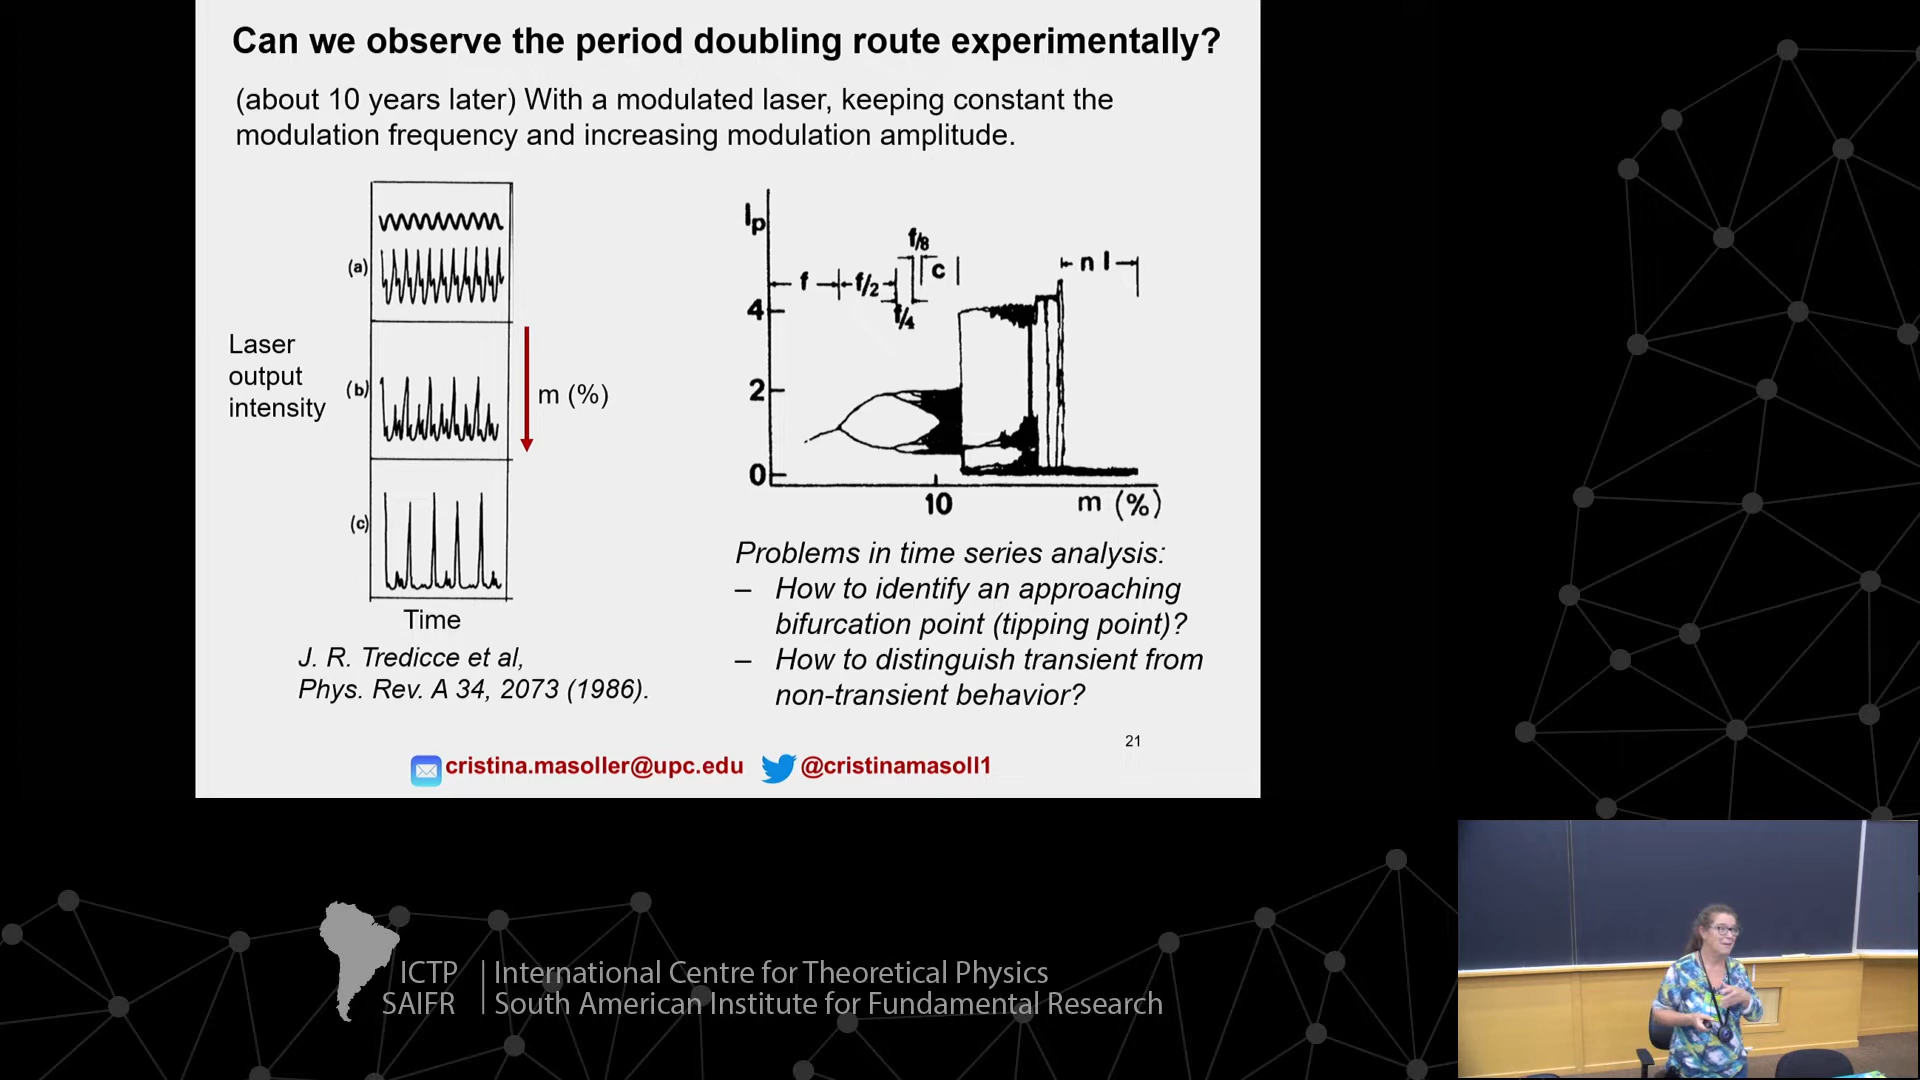 Can we observe the period doubling route experimentally?
(about 10 years later) With a modulated laser, keeping constant the
modulation frequency and increasing modulation amplitude.
(a)
Laser
output
intensity
(b)
m (%)
(c)
Time
J. R. Tredicce et al,
Phys. Rev. A 34, 2073 (1986).
Ip
f/8
f
f/2
c
n l
f/4
4
2
0
10
m (%)
Problems in time series analysis:
– How to identify an approaching
bifurcation point (tipping point)?
– How to distinguish transient from
non-transient behavior?
21
cristina.masoller@upc.edu @cristinamasoll1
ICTP | International Centre for Theoretical Physics
SAIFR | South American Institute for Fundamental Research